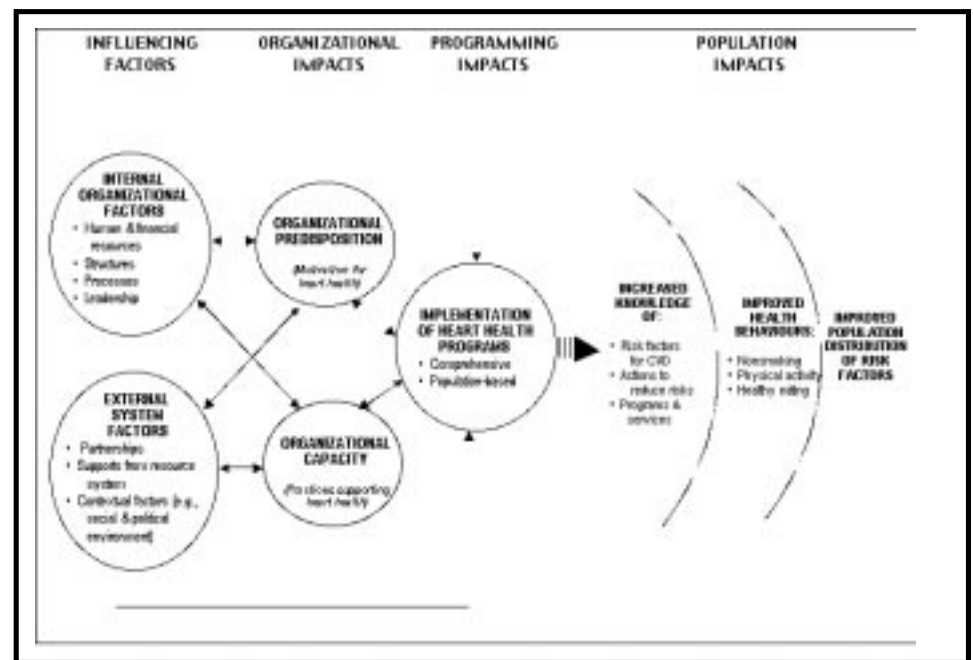 INFLUENCING
FACTORS
ORGANIZATIONAL
IMPACTS
PROGRAMMING
IMPACTS
POPULATION
IMPACTS
INTERNAL
ORGANIZATIONAL
FACTORS
• Human & financial
resources
• Structures
• Processes
• Leadership
EXTERNAL
SYSTEM
FACTORS
• Partnerships
• Supports from resource
system
• Contextual factors (e.g.,
social & political
environment)
ORGANIZATIONAL
PREDISPOSITION
(Motivation for
heart health)
ORGANIZATIONAL
CAPACITY
(Practices supporting
heart health)
IMPLEMENTATION
OF HEART HEALTH
PROGRAMS
• Comprehensive
• Population-based
INCREASED
KNOWLEDGE
OF:
• Risk factors
for CVD
• Actions to
reduce risks
• Programs &
services
IMPROVED
HEALTH
BEHAVIOURS:
• Nonsmoking
• Physical activity
• Healthy eating
IMPROVED
POPULATION
DISTRIBUTION
OF RISK
FACTORS